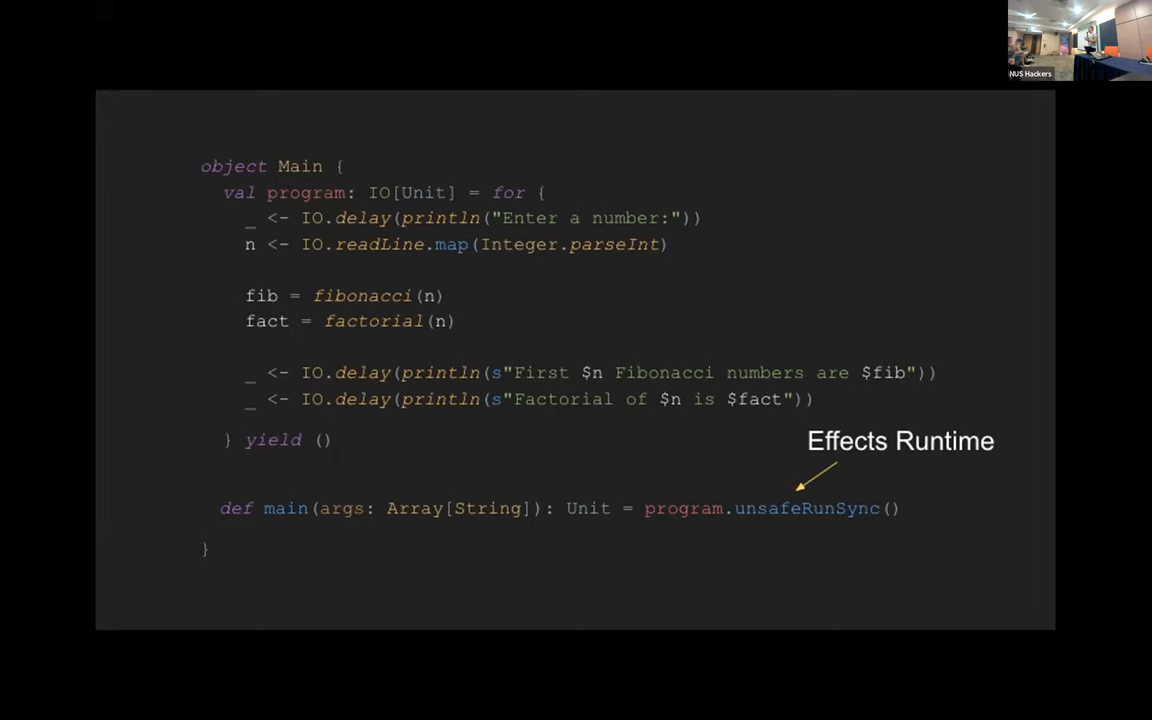 NUS Hackers
object Main {
val program: IO[Unit] = for {
_ <- IO.delay(println("Enter a number:"))
n <- IO.readLine.map(Integer.parseInt)
fib = fibonacci(n)
fact = factorial(n)
_ <- IO.delay(println(s"First $n Fibonacci numbers are $fib"))
_ <- IO.delay(println(s"Factorial of $n is $fact"))
} yield ()
Effects Runtime
def main(args: Array[String]): Unit = program.unsafeRunSync()
}